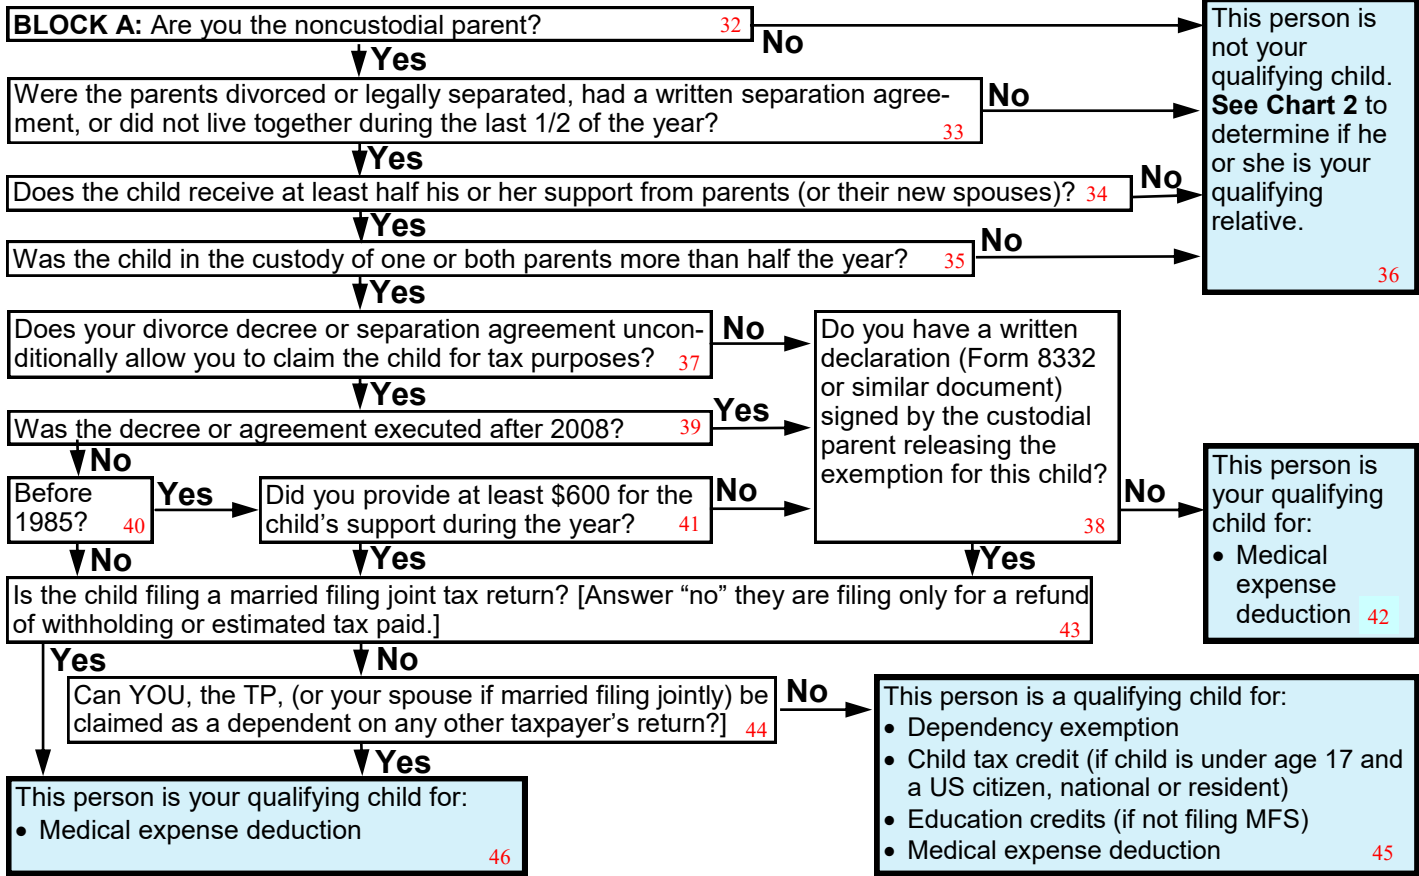 BLOCK A: Are you the noncustodial parent? 32
No
Yes
This person is
not your
qualifying child.
See Chart 2 to
determine if he
or she is your
qualifying
relative.
36
Were the parents divorced or legally separated, had a written separation agree-
ment, or did not live together during the last 1/2 of the year? 33
No
Yes
Does the child receive at least half his or her support from parents (or their new spouses)? 34
No
Yes
Was the child in the custody of one or both parents more than half the year? 35
No
Yes
Does your divorce decree or separation agreement uncon-
ditionally allow you to claim the child for tax purposes? 37
No
Yes
Do you have a written
declaration (Form 8332
or similar document)
signed by the custodial
parent releasing the
exemption for this child?
38
Was the decree or agreement executed after 2008? 39
Yes
No
Before
1985? 40
Yes
No
Did you provide at least $600 for the
child's support during the year? 41
No
Yes
No
Yes
This person is
your qualifying
child for:
• Medical
expense
deduction 42
Is the child filing a married filing joint tax return? [Answer “no” they are filing only for a refund
of withholding or estimated tax paid.] 43
Yes
No
Can YOU, the TP, (or your spouse if married filing jointly) be
claimed as a dependent on any other taxpayer's return?] 44
No
Yes
This person is a qualifying child for:
• Dependency exemption
• Child tax credit (if child is under age 17 and
a US citizen, national or resident)
• Education credits (if not filing MFS)
• Medical expense deduction 45
This person is your qualifying child for:
• Medical expense deduction
46